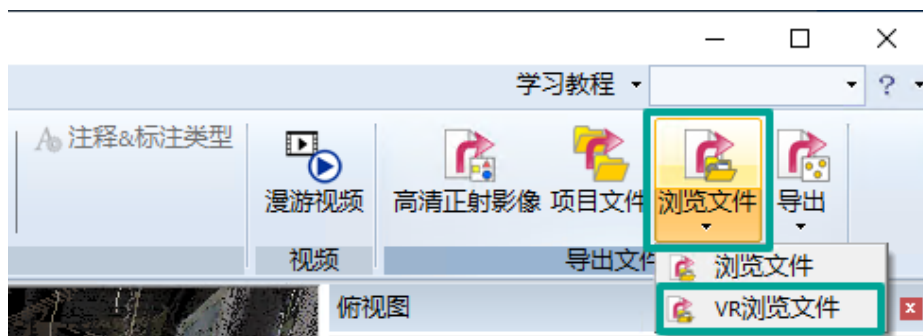 学习教程
?
A 注释&标注类型
漫游视频
高清正射影像
项目文件
浏览文件
导出
视频
导出文件
浏览文件
VR浏览文件
俯视图